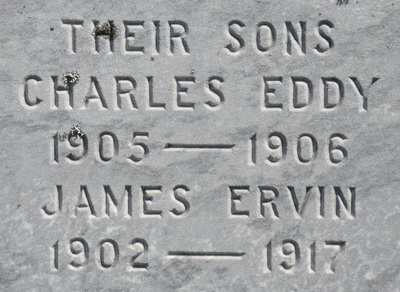 THEIR SONS
CHARLES EDDY
1905 — 1906
JAMES ERVIN
1902 — 1917